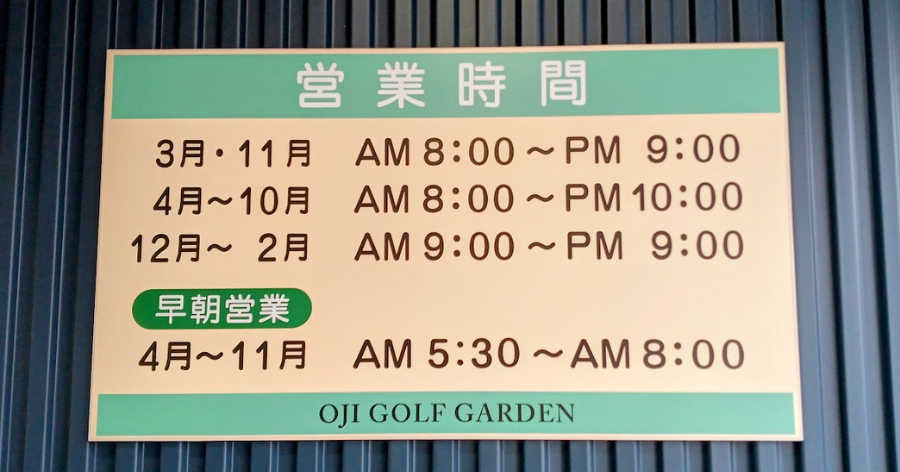 営業時間
3月・11月 AM 8:00 ~ PM 9:00
4月~10月 AM 8:00 ~ PM 10:00
12月~ 2月 AM 9:00 ~ PM 9:00
早朝営業
4月~11月 AM 5:30 ~ AM 8:00
OJI GOLF GARDEN